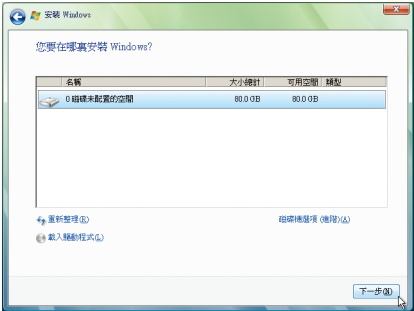 安裝 Windows
您要在哪裏安裝 Windows?
名稱 大小總計 可用空間 類型
0 磁碟未配置的空間 80.0 GB 80.0 GB
重新整理(R) 磁碟機選項 (進階)(A)
載入驅動程式(L)
下一步(N)